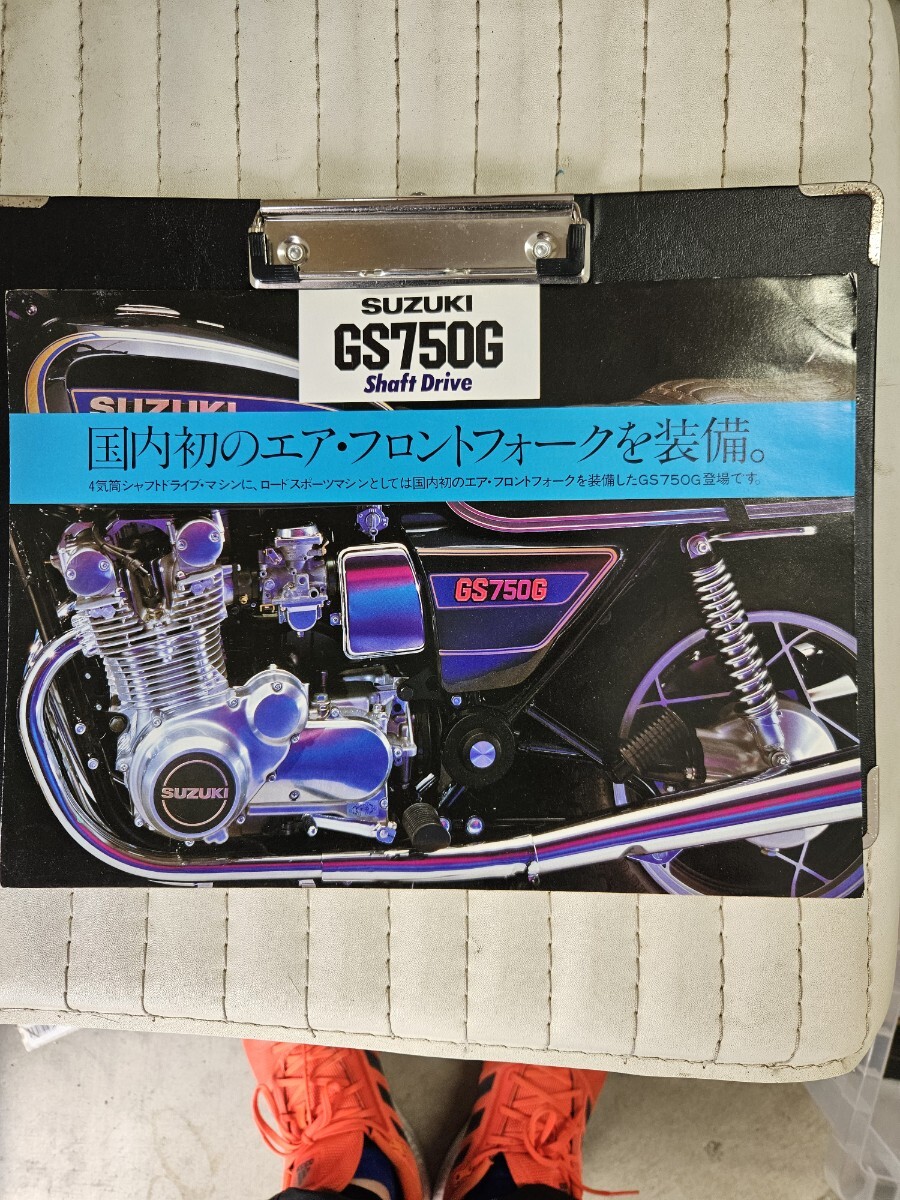 SUZUKI
GS750G
Shaft Drive
SUZUKI
国内初のエア・フロントフォークを装備。
4気筒シャフトドライブ・マシンに、ロードスポーツマシンとしては国内初のエア・フロントフォークを装備したGS750G登場です。
GS750G
SUZUKI